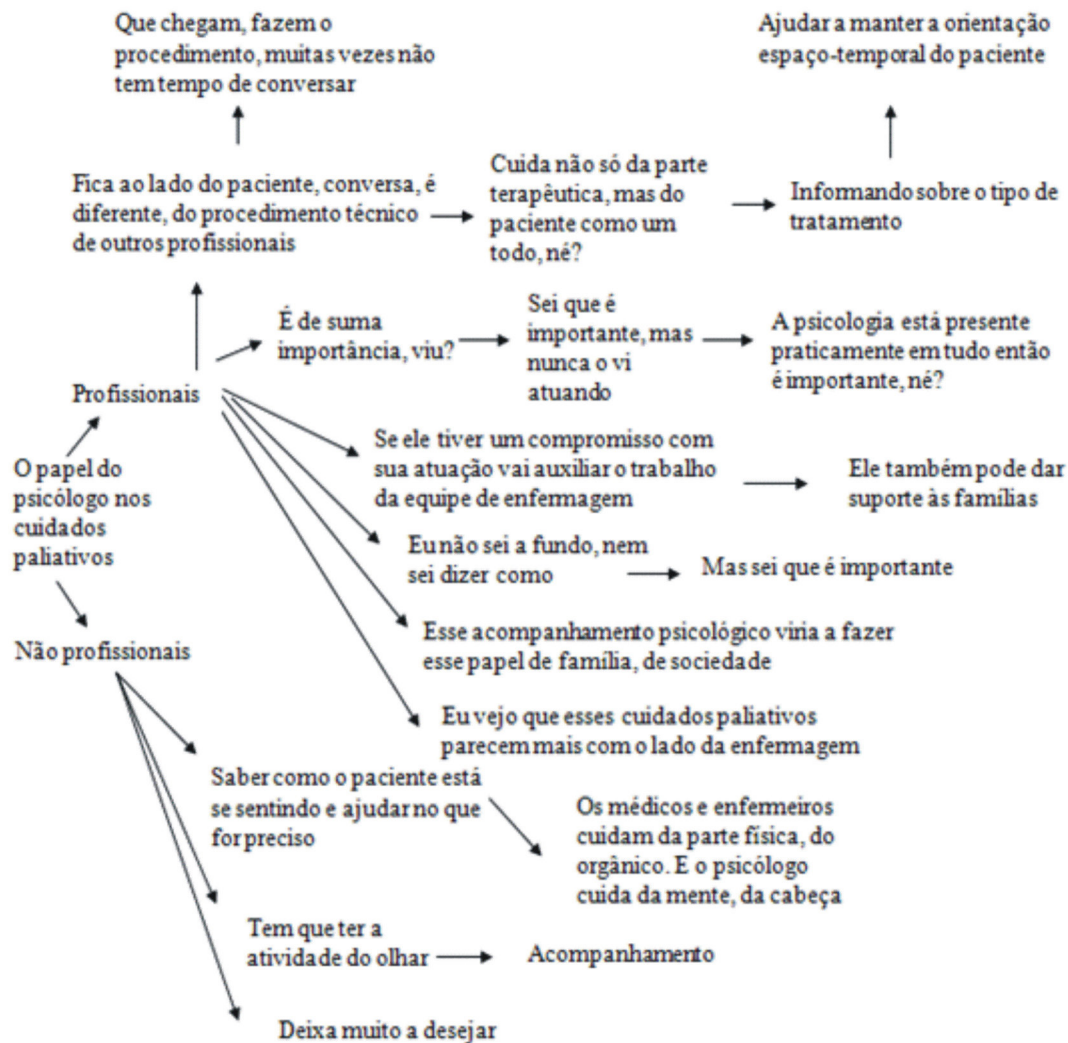 Que chegam, fazem o
procedimento, muitas vezes não
tem tempo de conversar
Ajudar a manter a orientação
espaço-temporal do paciente
Fica ao lado do paciente, conversa, é
diferente, do procedimento técnico
de outros profissionais
Cuida não só da parte
terapêutica, mas do
paciente como um
todo, né?
Informando sobre o tipo de
tratamento
É de suma
importância, viu?
Sei que é
importante, mas
nunca o vi
atuando
A psicologia está presente
praticamente em tudo então
é importante, né?
Profissionais
Se ele tiver um compromisso com
sua atuação vai auxiliar o trabalho
da equipe de enfermagem
Ele também pode dar
suporte às famílias
O papel do
psicólogo nos
cuidados
paliativos
Eu não sei a fundo, nem
sei dizer como
Mas sei que é importante
Esse acompanhamento psicológico viria a fazer
esse papel de família, de sociedade
Não profissionais
Eu vejo que esses cuidados paliativos
parecem mais com o lado da enfermagem
Saber como o paciente está
se sentindo e ajudar no que
for preciso
Os médicos e enfermeiros
cuidam da parte física, do
orgânico. E o psicólogo
cuida da mente, da cabeça
Tem que ter a
atividade do olhar
Acompanhamento
Deixa muito a desejar